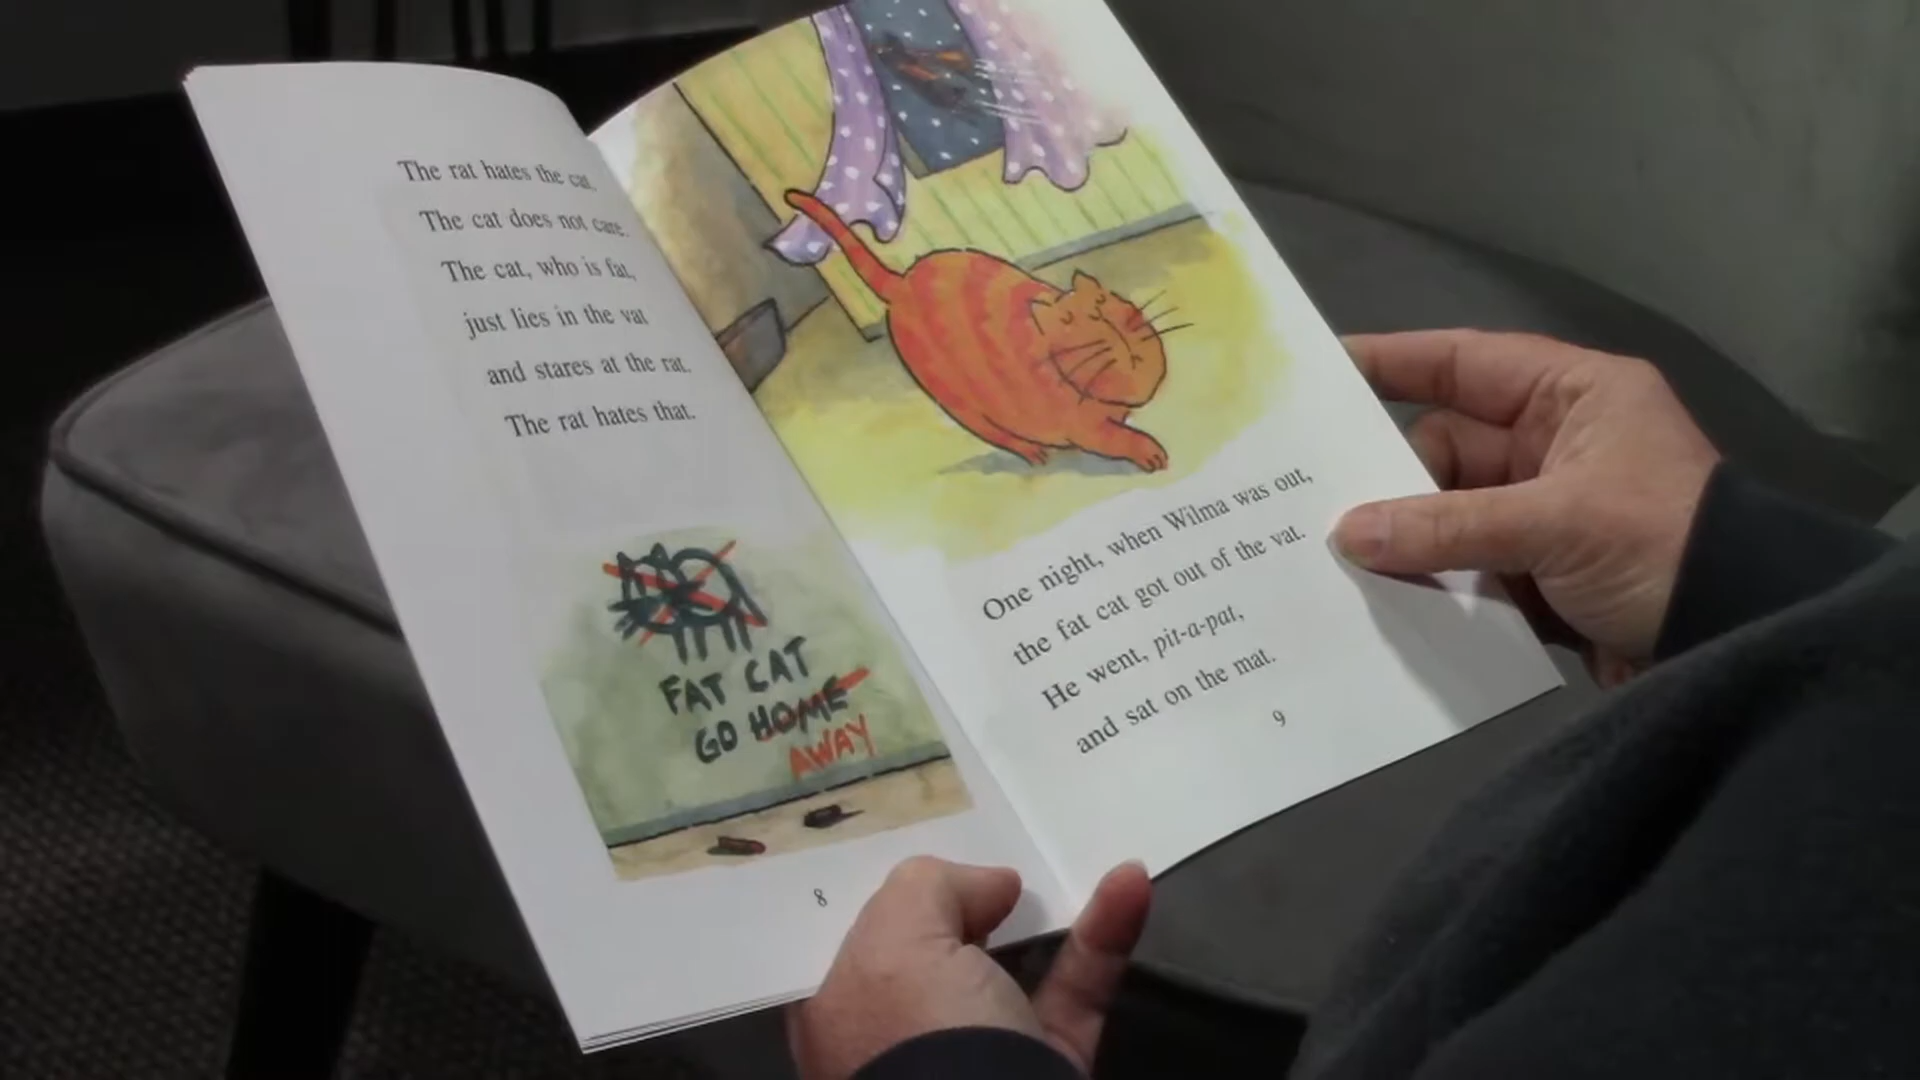 The rat hates the cat.
The cat does not care.
The cat, who is fat,
just lies in the vat
and stares at the rat.
The rat hates that.
FAT CAT
GO HOME
AWAY
8
One night, when Wilma was out,
the fat cat got out of the vat.
He went, pit-a-pat,
and sat on the mat.
9